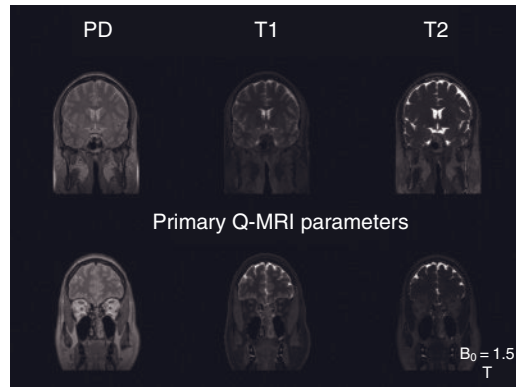 PD T1 T2
Primary Q-MRI parameters
B₀ = 1.5
T